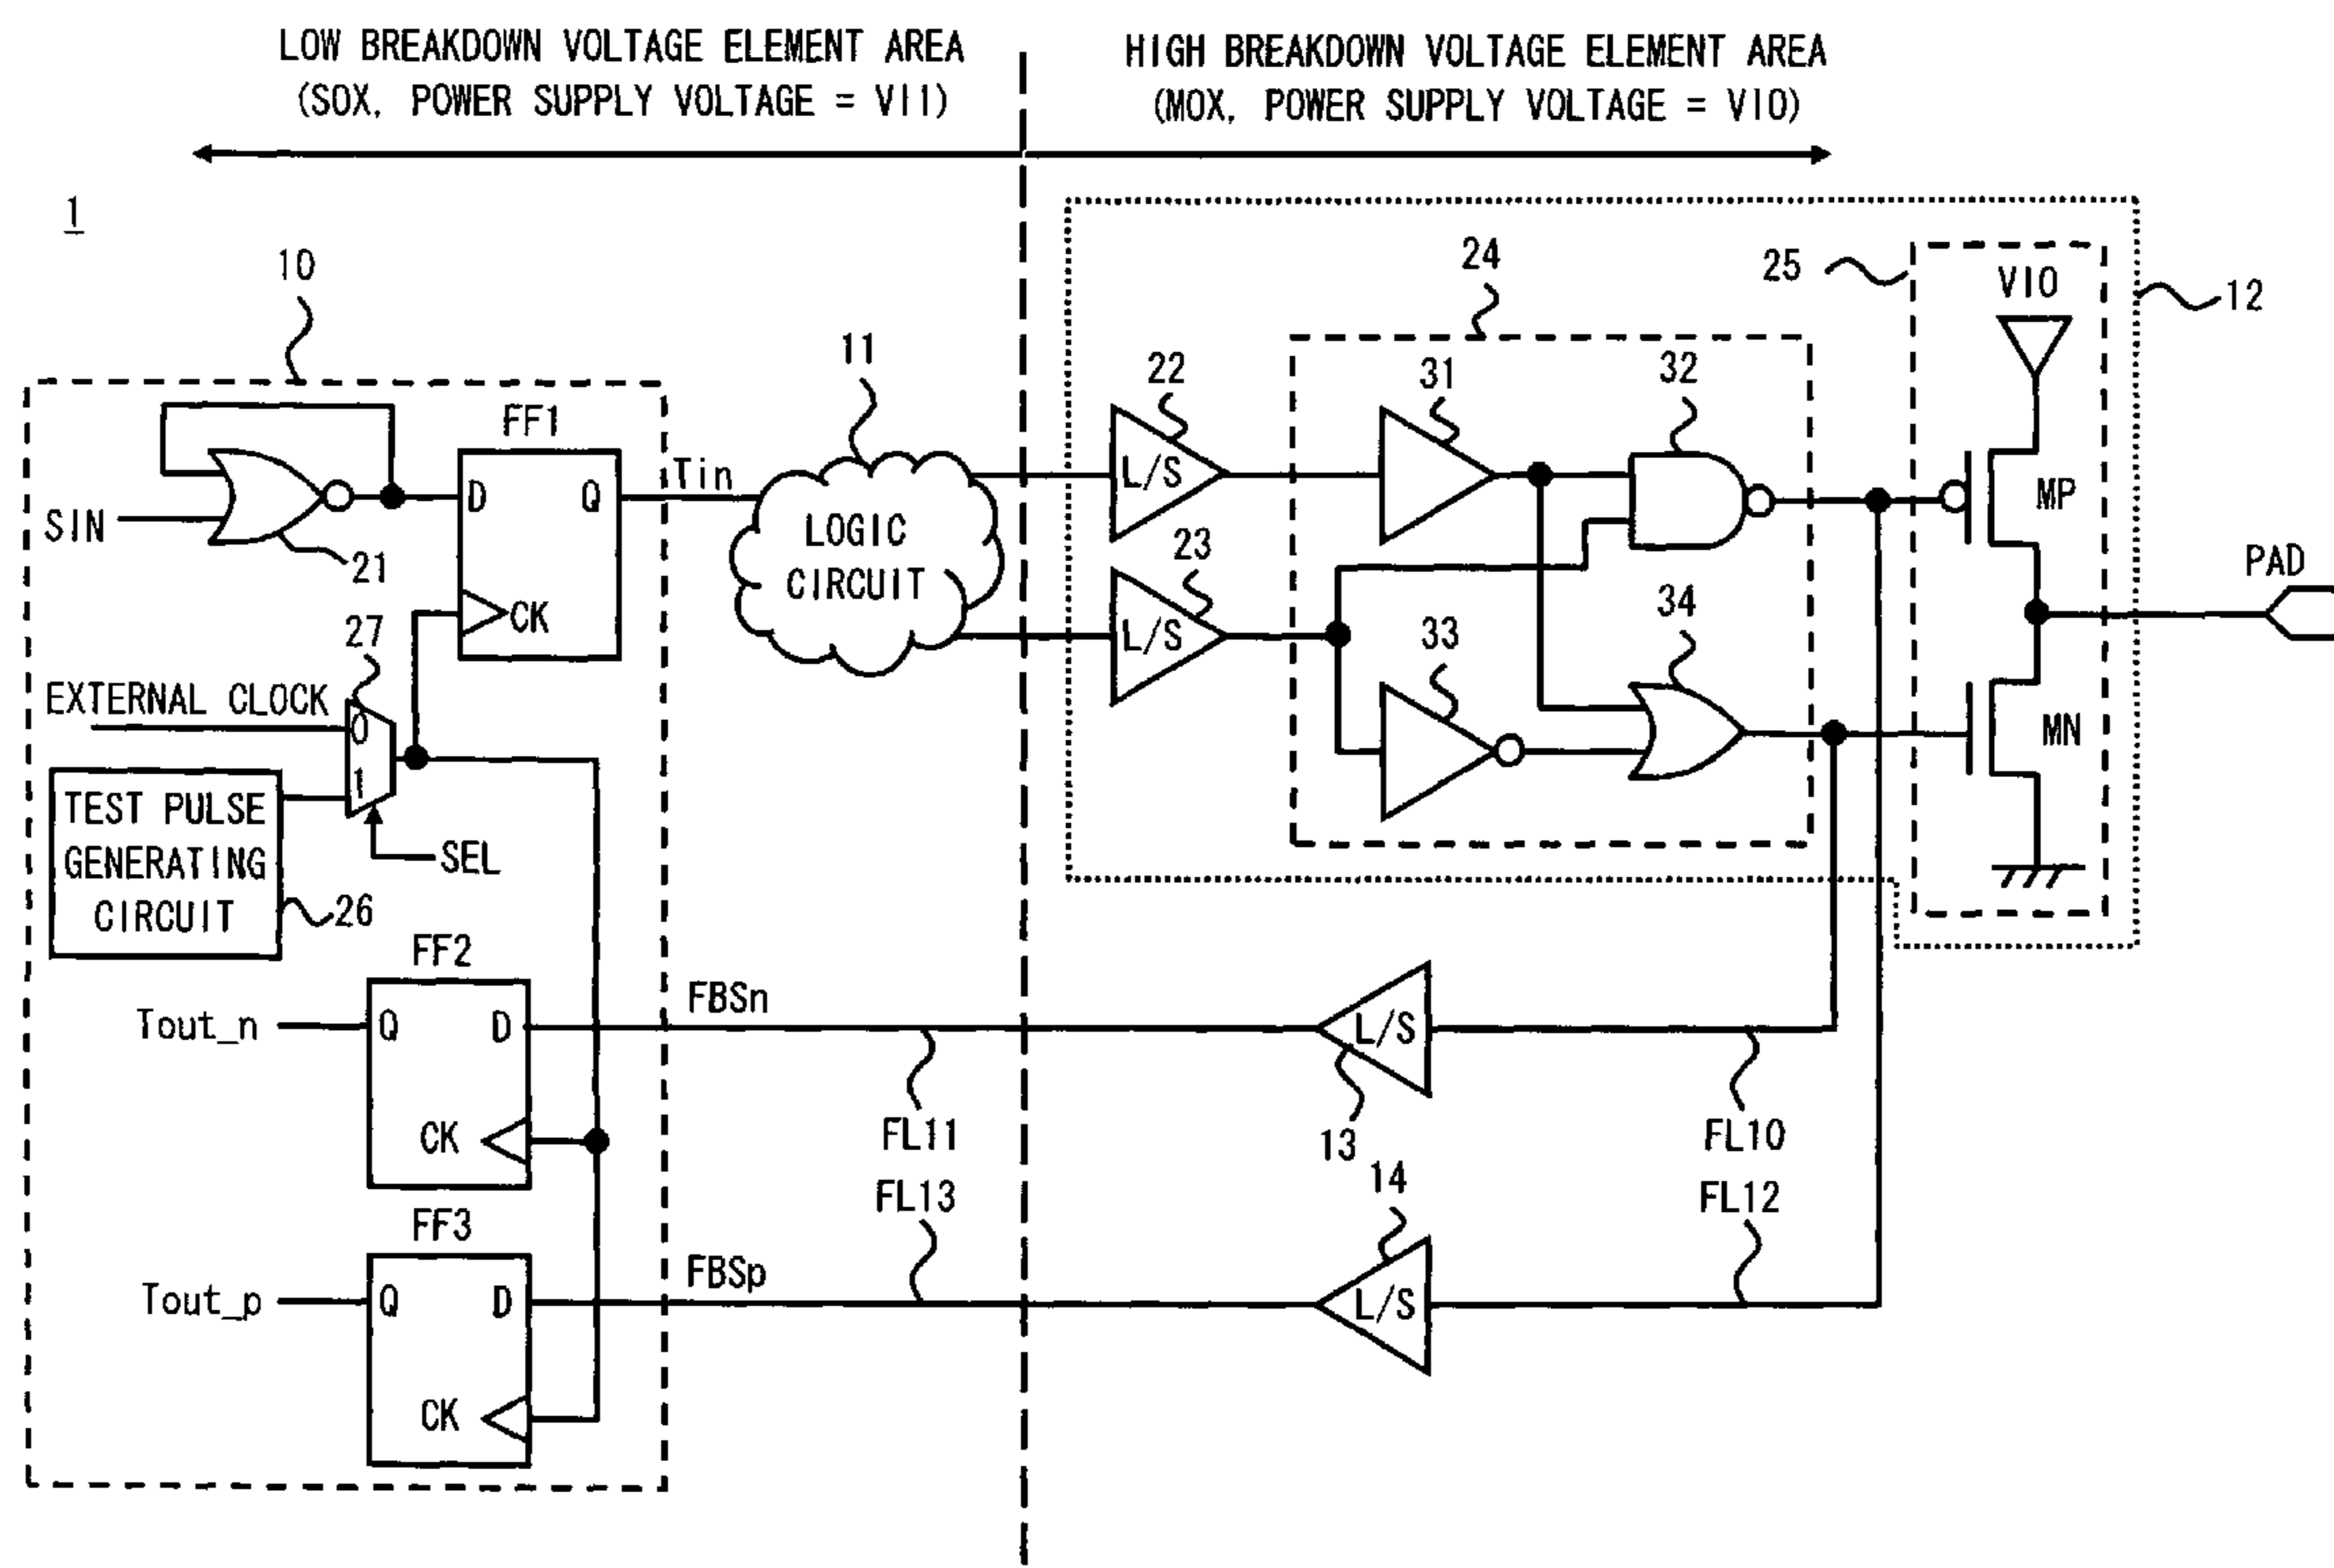 LOW BREAKDOWN VOLTAGE ELEMENT AREA
(SOX, POWER SUPPLY VOLTAGE = VII)
HIGH BREAKDOWN VOLTAGE ELEMENT AREA
(MOX, POWER SUPPLY VOLTAGE = VIO)
1
10
11
24
25
VIO
12
22
31
32
FF1
D
Q
Tin
L/S
MP
SIN
21
LOGIC
CIRCUIT
23
CK
27
L/S
33
34
PAD
EXTERNAL CLOCK
0
1
MN
TEST PULSE
GENERATING
CIRCUIT
SEL
26
FF2
Tout_n
Q
D
FBSn
L/S
CK
FL11
13
FL10
FF3
FL13
14
FL12
Tout_p
Q
D
FBSp
L/S
CK